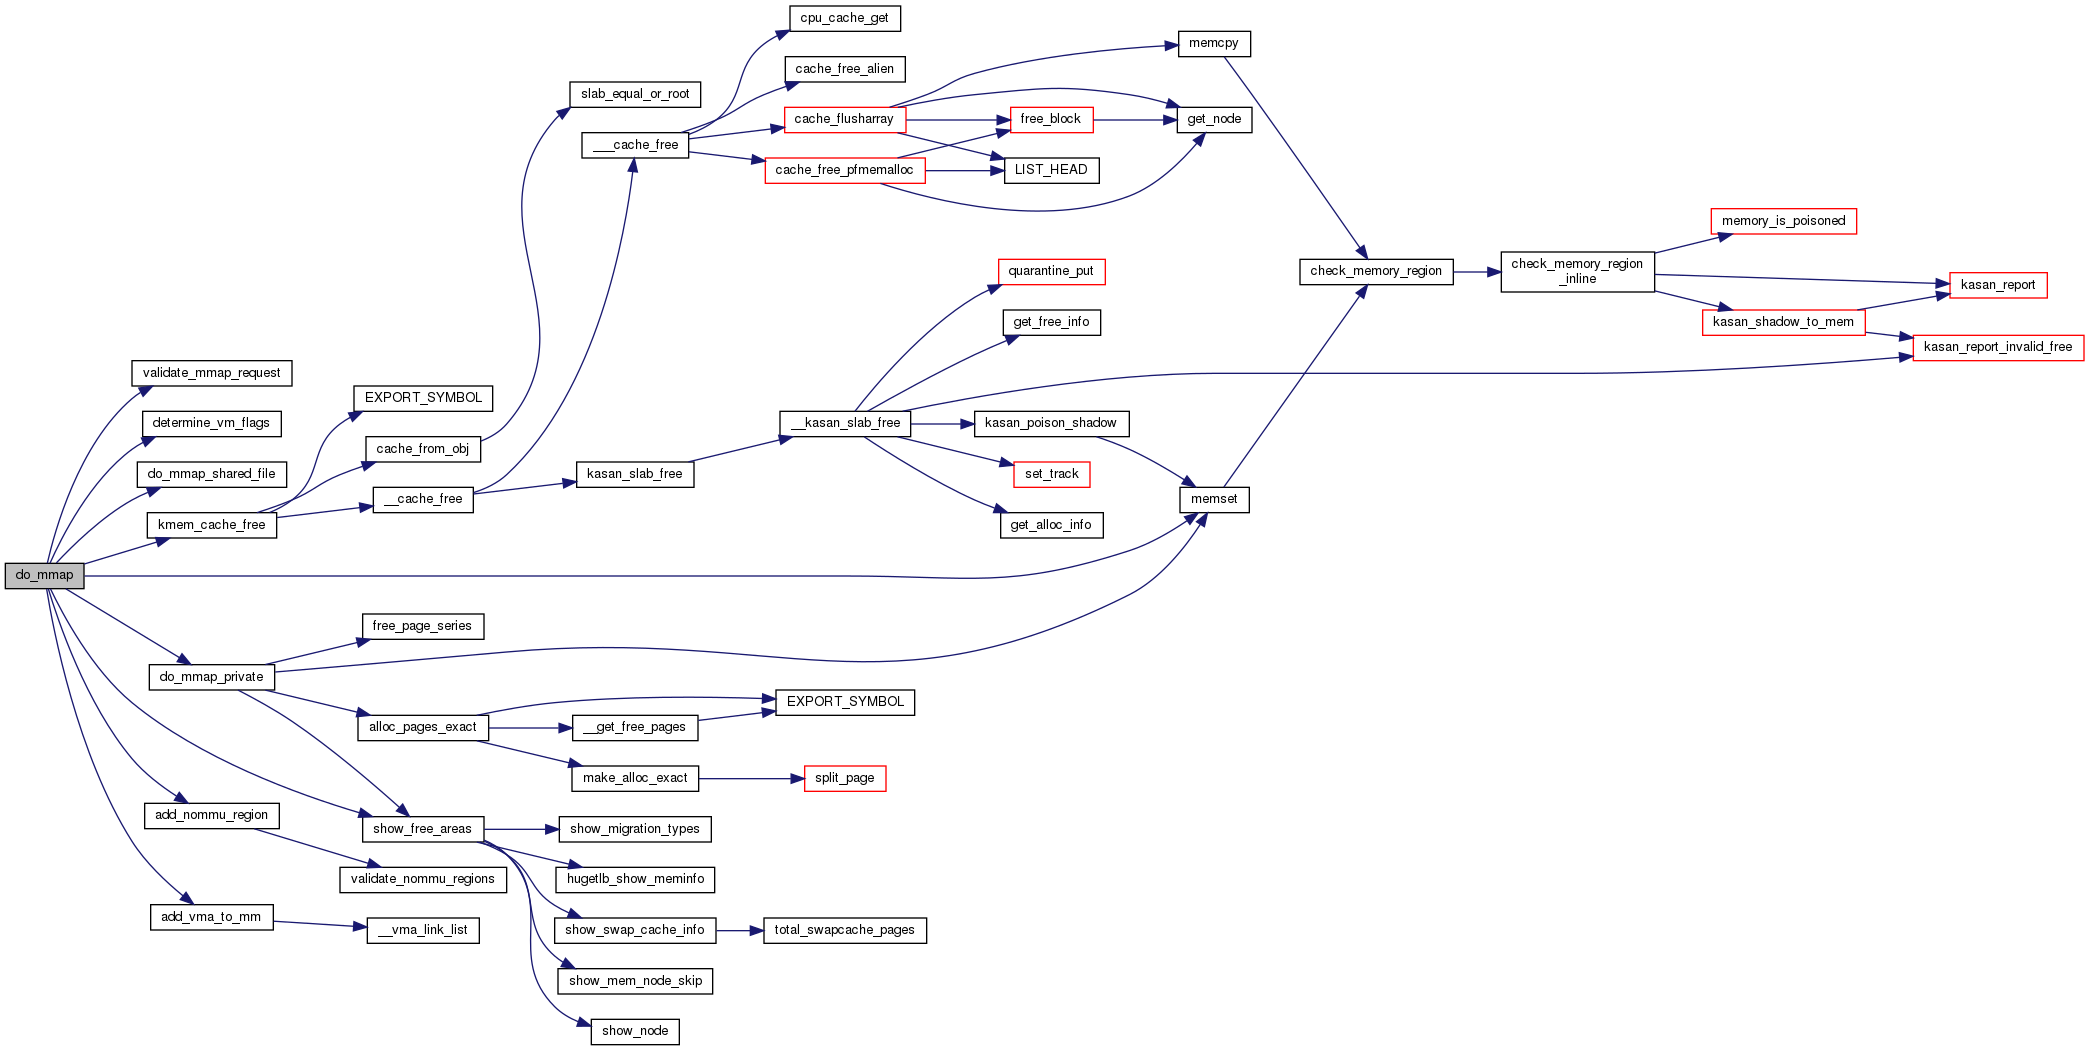 cpu_cache_get
memcpy
cache_free_alien
slab_equal_or_root
cache_flusharray
free_block
get_node
___cache_free
cache_free_pfmemalloc
LIST_HEAD
memory_is_poisoned
check_memory_region
check_memory_region
_inline
quarantine_put
kasan_report
get_free_info
kasan_shadow_to_mem
kasan_report_invalid_free
validate_mmap_request
EXPORT_SYMBOL
determine_vm_flags
__kasan_slab_free
kasan_poison_shadow
cache_from_obj
do_mmap_shared_file
kasan_slab_free
set_track
__cache_free
memset
kmem_cache_free
get_alloc_info
do_mmap
free_page_series
do_mmap_private
EXPORT_SYMBOL
alloc_pages_exact
__get_free_pages
make_alloc_exact
split_page
add_nommu_region
show_free_areas
show_migration_types
validate_nommu_regions
hugetlb_show_meminfo
add_vma_to_mm
__vma_link_list
show_swap_cache_info
total_swapcache_pages
show_mem_node_skip
show_node